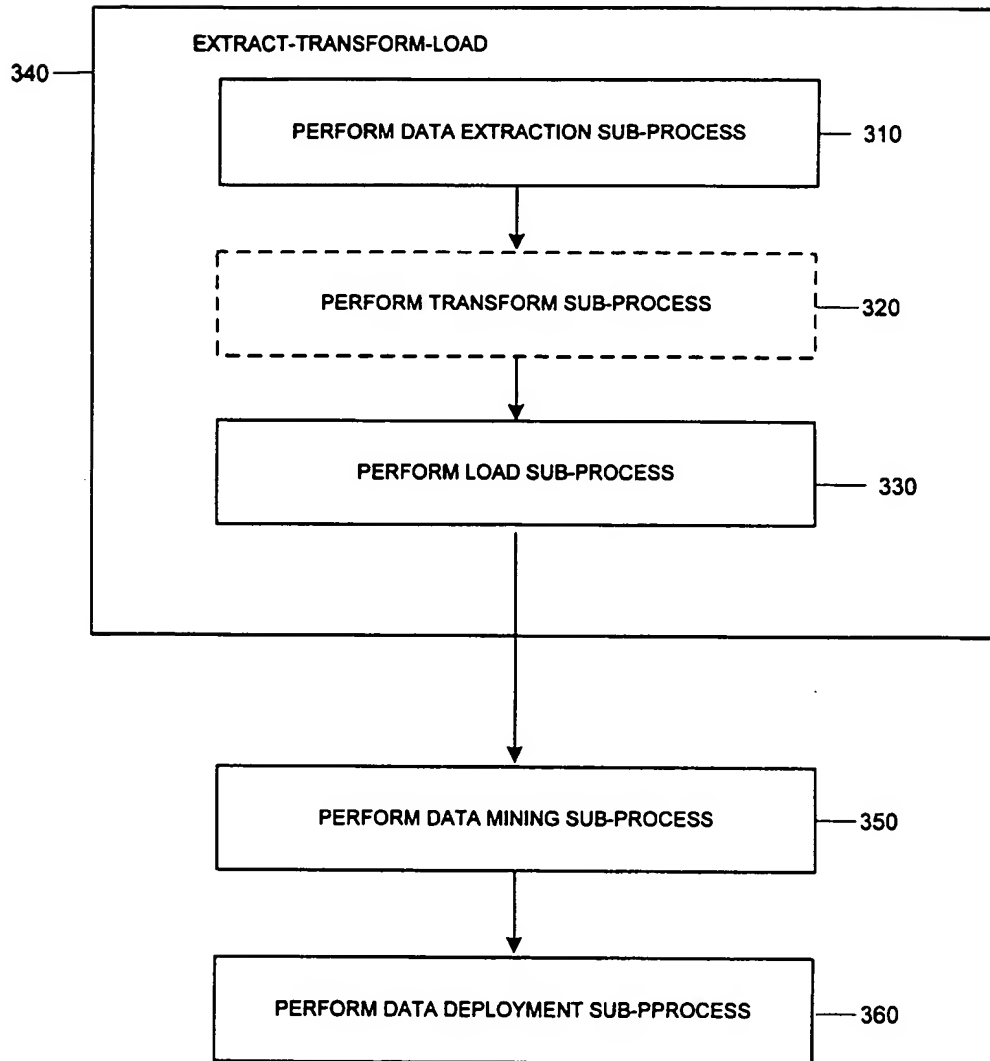 EXTRACT-TRANSFORM-LOAD
340
PERFORM DATA EXTRACTION SUB-PROCESS
310
PERFORM TRANSFORM SUB-PROCESS
320
PERFORM LOAD SUB-PROCESS
330
PERFORM DATA MINING SUB-PROCESS
350
PERFORM DATA DEPLOYMENT SUB-PPROCESS
360